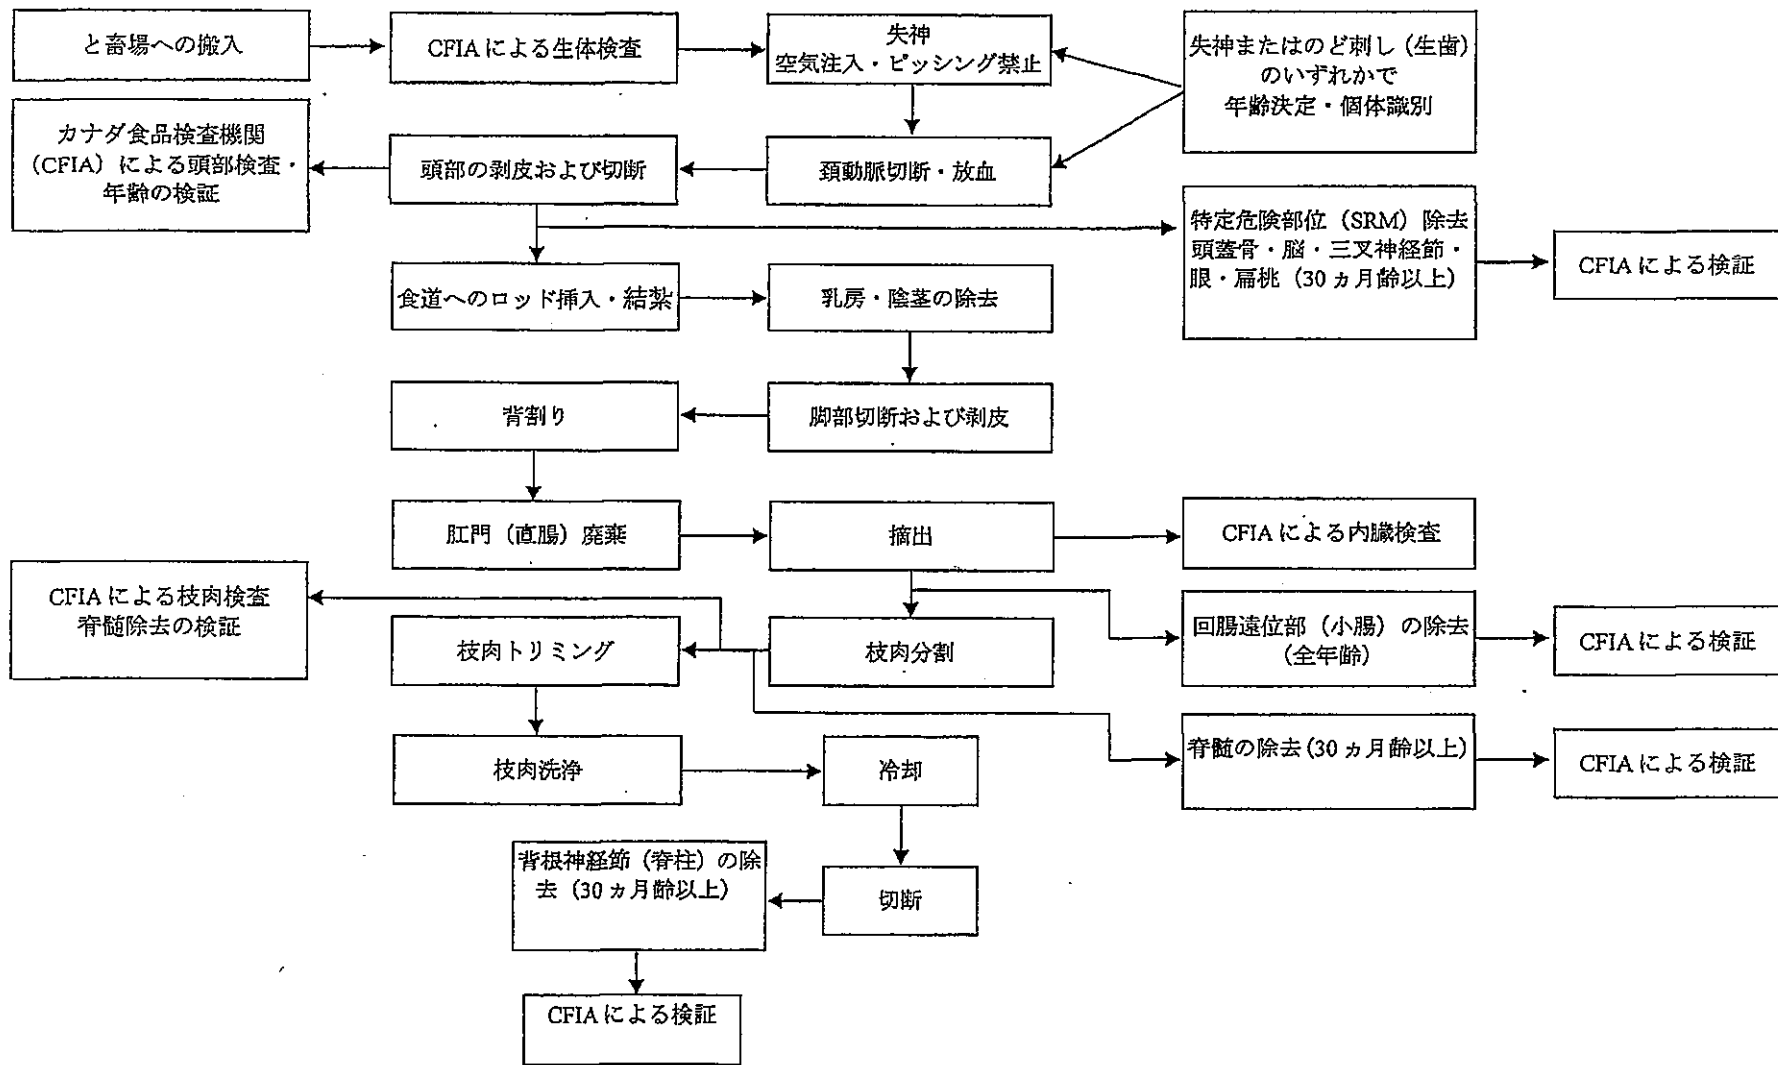 と畜場への搬入
CFIAによる生体検査
失神
空気注入・ピッシング禁止
失神またはのど刺し(生歯)
のいずれかで
年齢決定・個体識別
カナダ食品検査機関
(CFIA)による頭部検査・
年齢の検証
頭部の剥皮および切断
頚動脈切断・放血
特定危険部位(SRM)除去
頭蓋骨・脳・三叉神経節・
眼・扁桃(30ヵ月齢以上)
CFIAによる検証
食道へのロッド挿入・結紮
乳房・陰茎の除去
背割り
脚部切断および剥皮
肛門(直腸)廃棄
摘出
CFIAによる内臓検査
CFIAによる枝肉検査
脊髄除去の検証
枝肉トリミング
枝肉分割
回腸遠位部(小腸)の除去
(全年齢)
CFIAによる検証
枝肉洗浄
冷却
脊髄の除去(30ヵ月齢以上)
CFIAによる検証
背根神経節(脊柱)の除
去(30ヵ月齢以上)
切断
CFIAによる検証